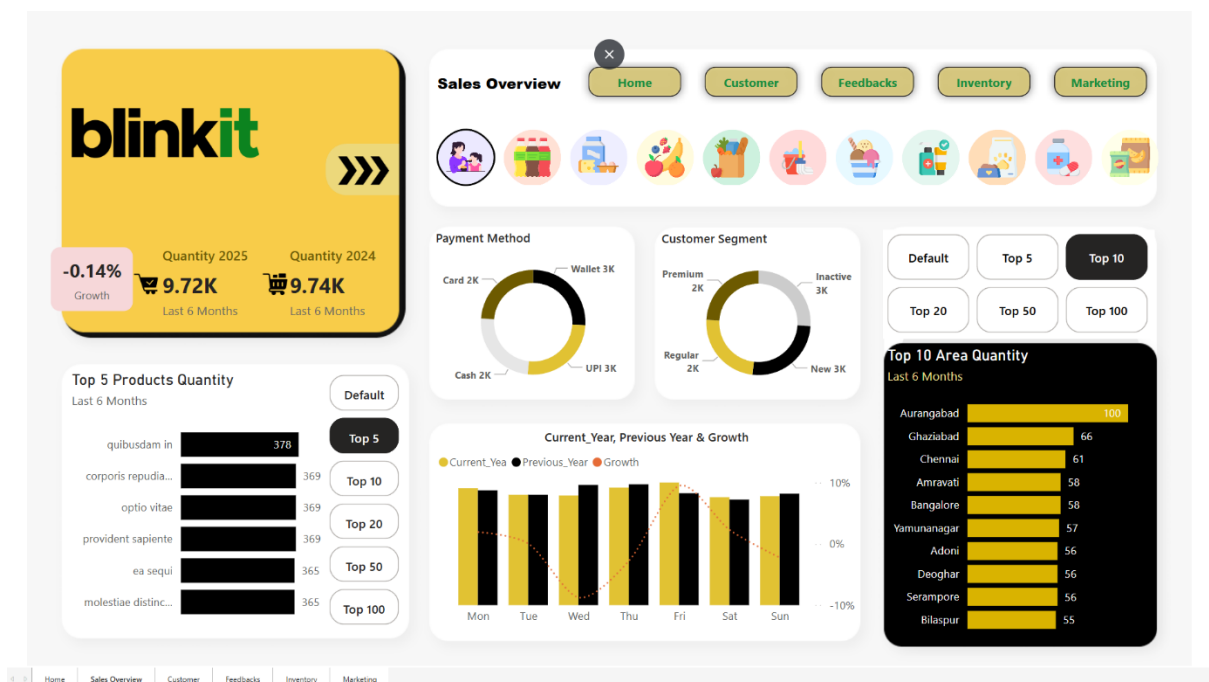 blinkit
-0.14%
Growth
Quantity 2025
9.72K
Last 6 Months
Quantity 2024
9.74K
Last 6 Months
Sales Overview
Home
Customer
Feedbacks
Inventory
Marketing
Payment Method
Card 2K
Wallet 3K
Cash 2K
UPI 3K
Customer Segment
Premium
2K
Inactive
3K
Regular
2K
New 3K
Default
Top 5
Top 10
Top 20
Top 50
Top 100
Top 5 Products Quantity
Last 6 Months
quibusdam in
378
corporis repudia...
369
optio vitae
369
provident sapiente
369
ea sequi
365
molestiae distinc...
365
Default
Top 5
Top 10
Top 20
Top 50
Top 100
Current_Year, Previous Year & Growth
Current_Yea
Previous_Year
Growth
10%
0%
-10%
Mon
Tue
Wed
Thu
Fri
Sat
Sun
Top 10 Area Quantity
Last 6 Months
Aurangabad
100
Ghaziabad
66
Chennai
61
Amravati
58
Bangalore
58
Yamunanagar
57
Adoni
56
Deoghar
56
Serampore
56
Bilaspur
55
Home
Sales Overview
Customer
Feedbacks
Inventory
Marketing